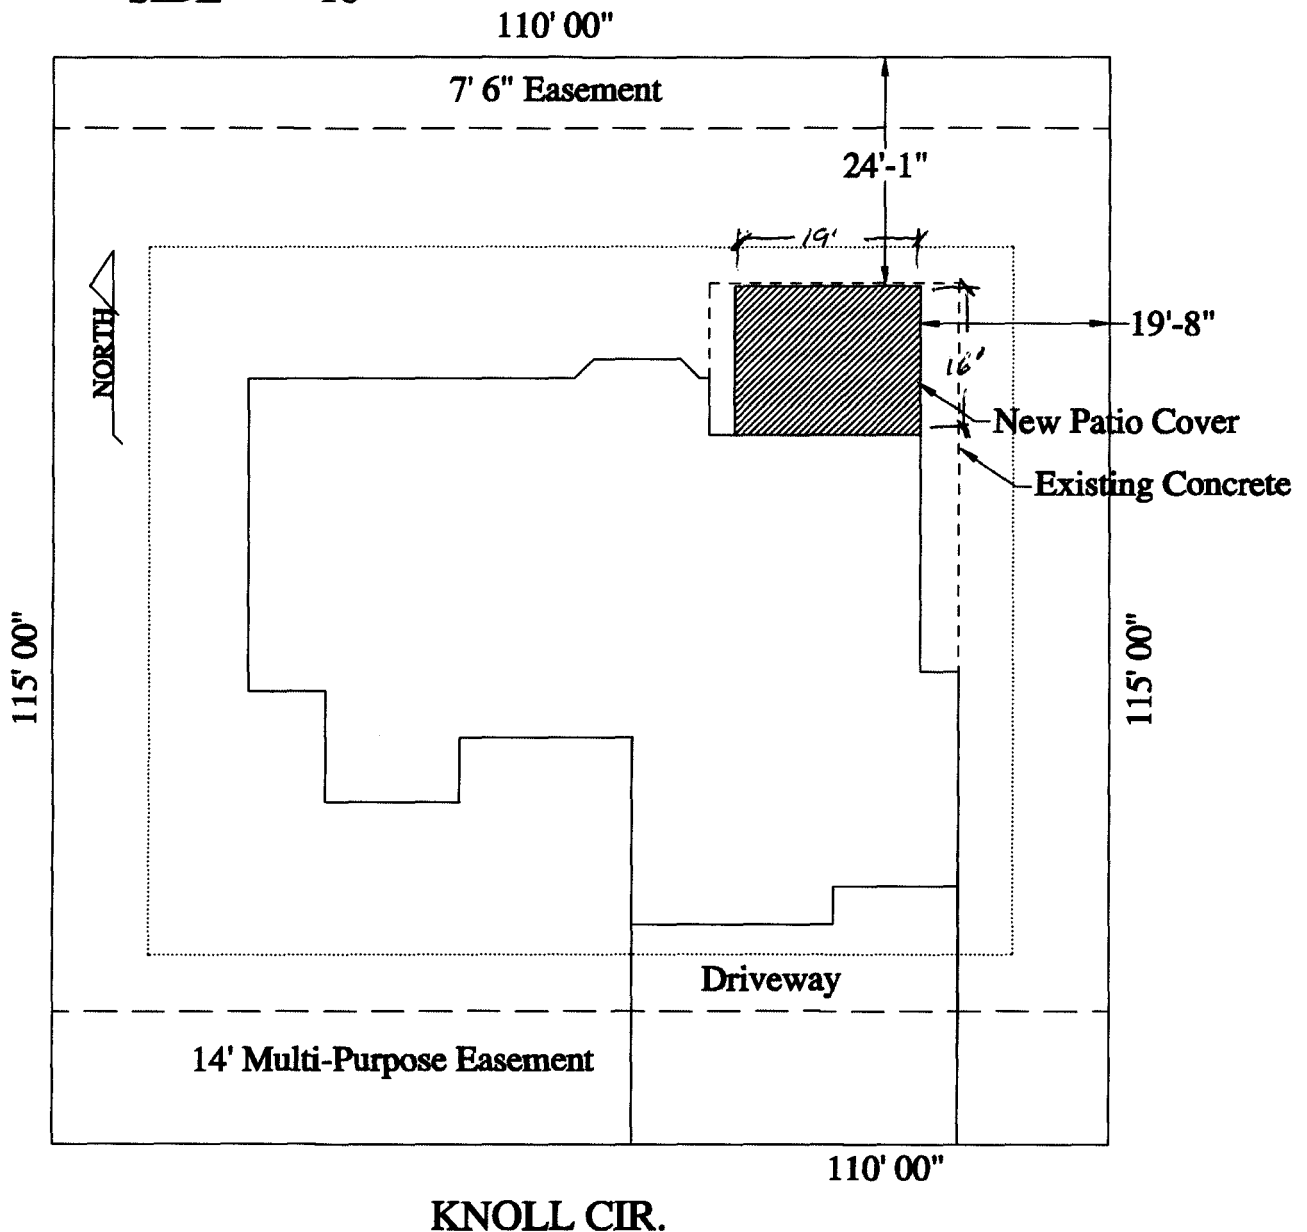 110' 00"
7' 6" Easement
24'-1"
19'
NORTH
19'-8"
16'
New Patio Cover
Existing Concrete
115' 00"
115' 00"
Driveway
14' Multi-Purpose Easement
110' 00"
KNOLL CIR.